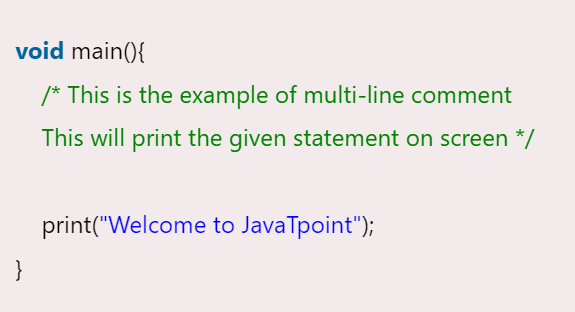 void main(){
/* This is the example of multi-line comment
This will print the given statement on screen */
print("Welcome to JavaTpoint");
}